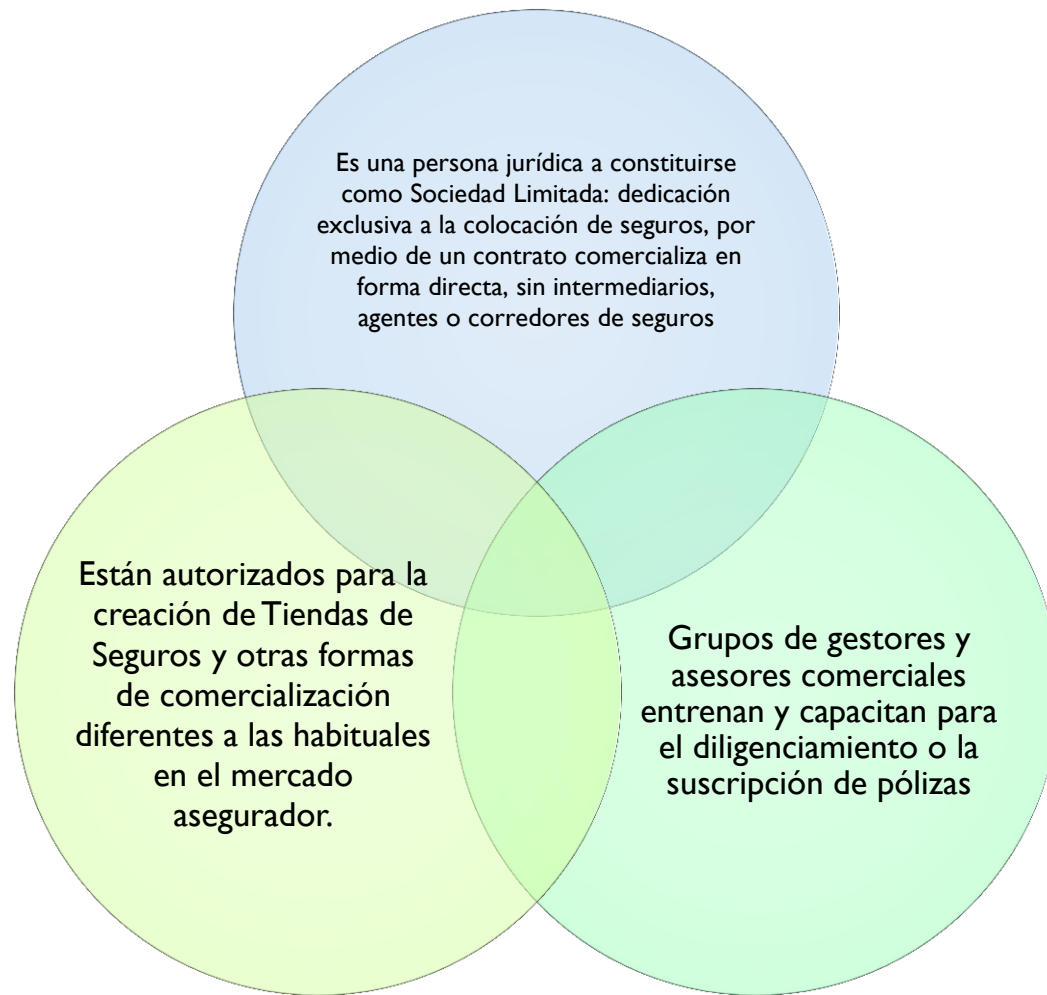 Es una persona jurídica a constituirse
como Sociedad Limitada: dedicación
exclusiva a la colocación de seguros, por
medio de un contrato comercializa en
forma directa, sin intermediarios,
agentes o corredores de seguros
Están autorizados para la
creación de Tiendas de
Seguros y otras formas
de comercialización
diferentes a las habituales
en el mercado
asegurador.
Grupos de gestores y
asesores comerciales
entrenan y capacitan para
el diligenciamiento o la
suscripción de pólizas